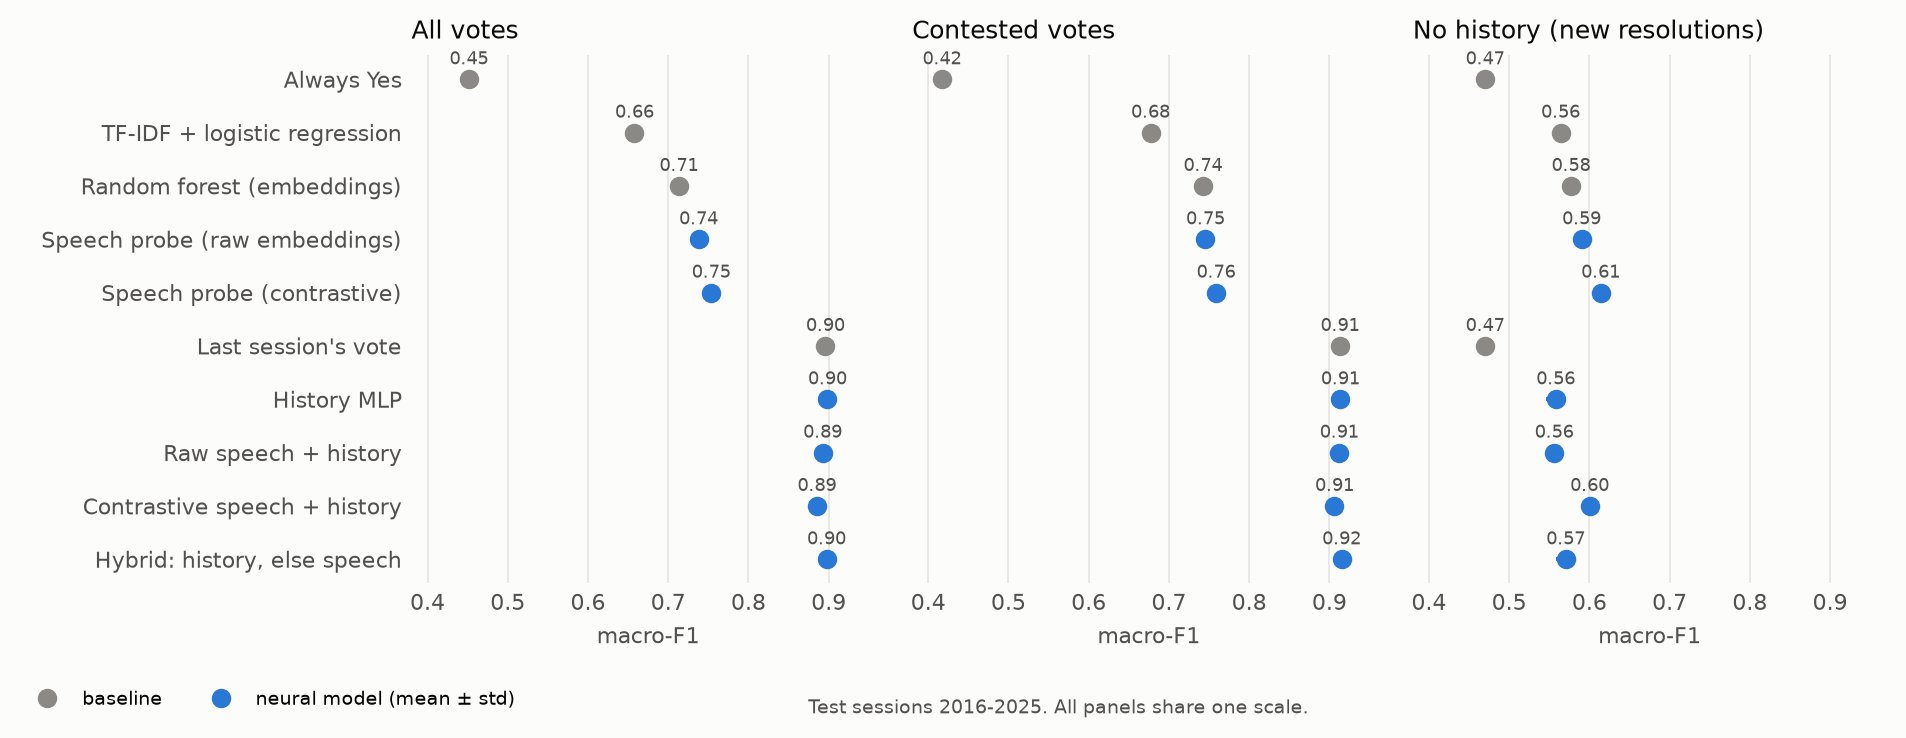 All votes
Contested votes
No history (new resolutions)
Always Yes 0.45 0.42 0.47
TF-IDF + logistic regression 0.66 0.68 0.56
Random forest (embeddings) 0.71 0.74 0.58
Speech probe (raw embeddings) 0.74 0.75 0.59
Speech probe (contrastive) 0.75 0.76 0.61
Last session's vote 0.90 0.91 0.47
History MLP 0.90 0.91 0.56
Raw speech + history 0.89 0.91 0.56
Contrastive speech + history 0.89 0.91 0.60
Hybrid: history, else speech 0.90 0.92 0.57
0.4 0.5 0.6 0.7 0.8 0.9 0.4 0.5 0.6 0.7 0.8 0.9 0.4 0.5 0.6 0.7 0.8 0.9
macro-F1 macro-F1 macro-F1
baseline neural model (mean ± std)
Test sessions 2016-2025. All panels share one scale.